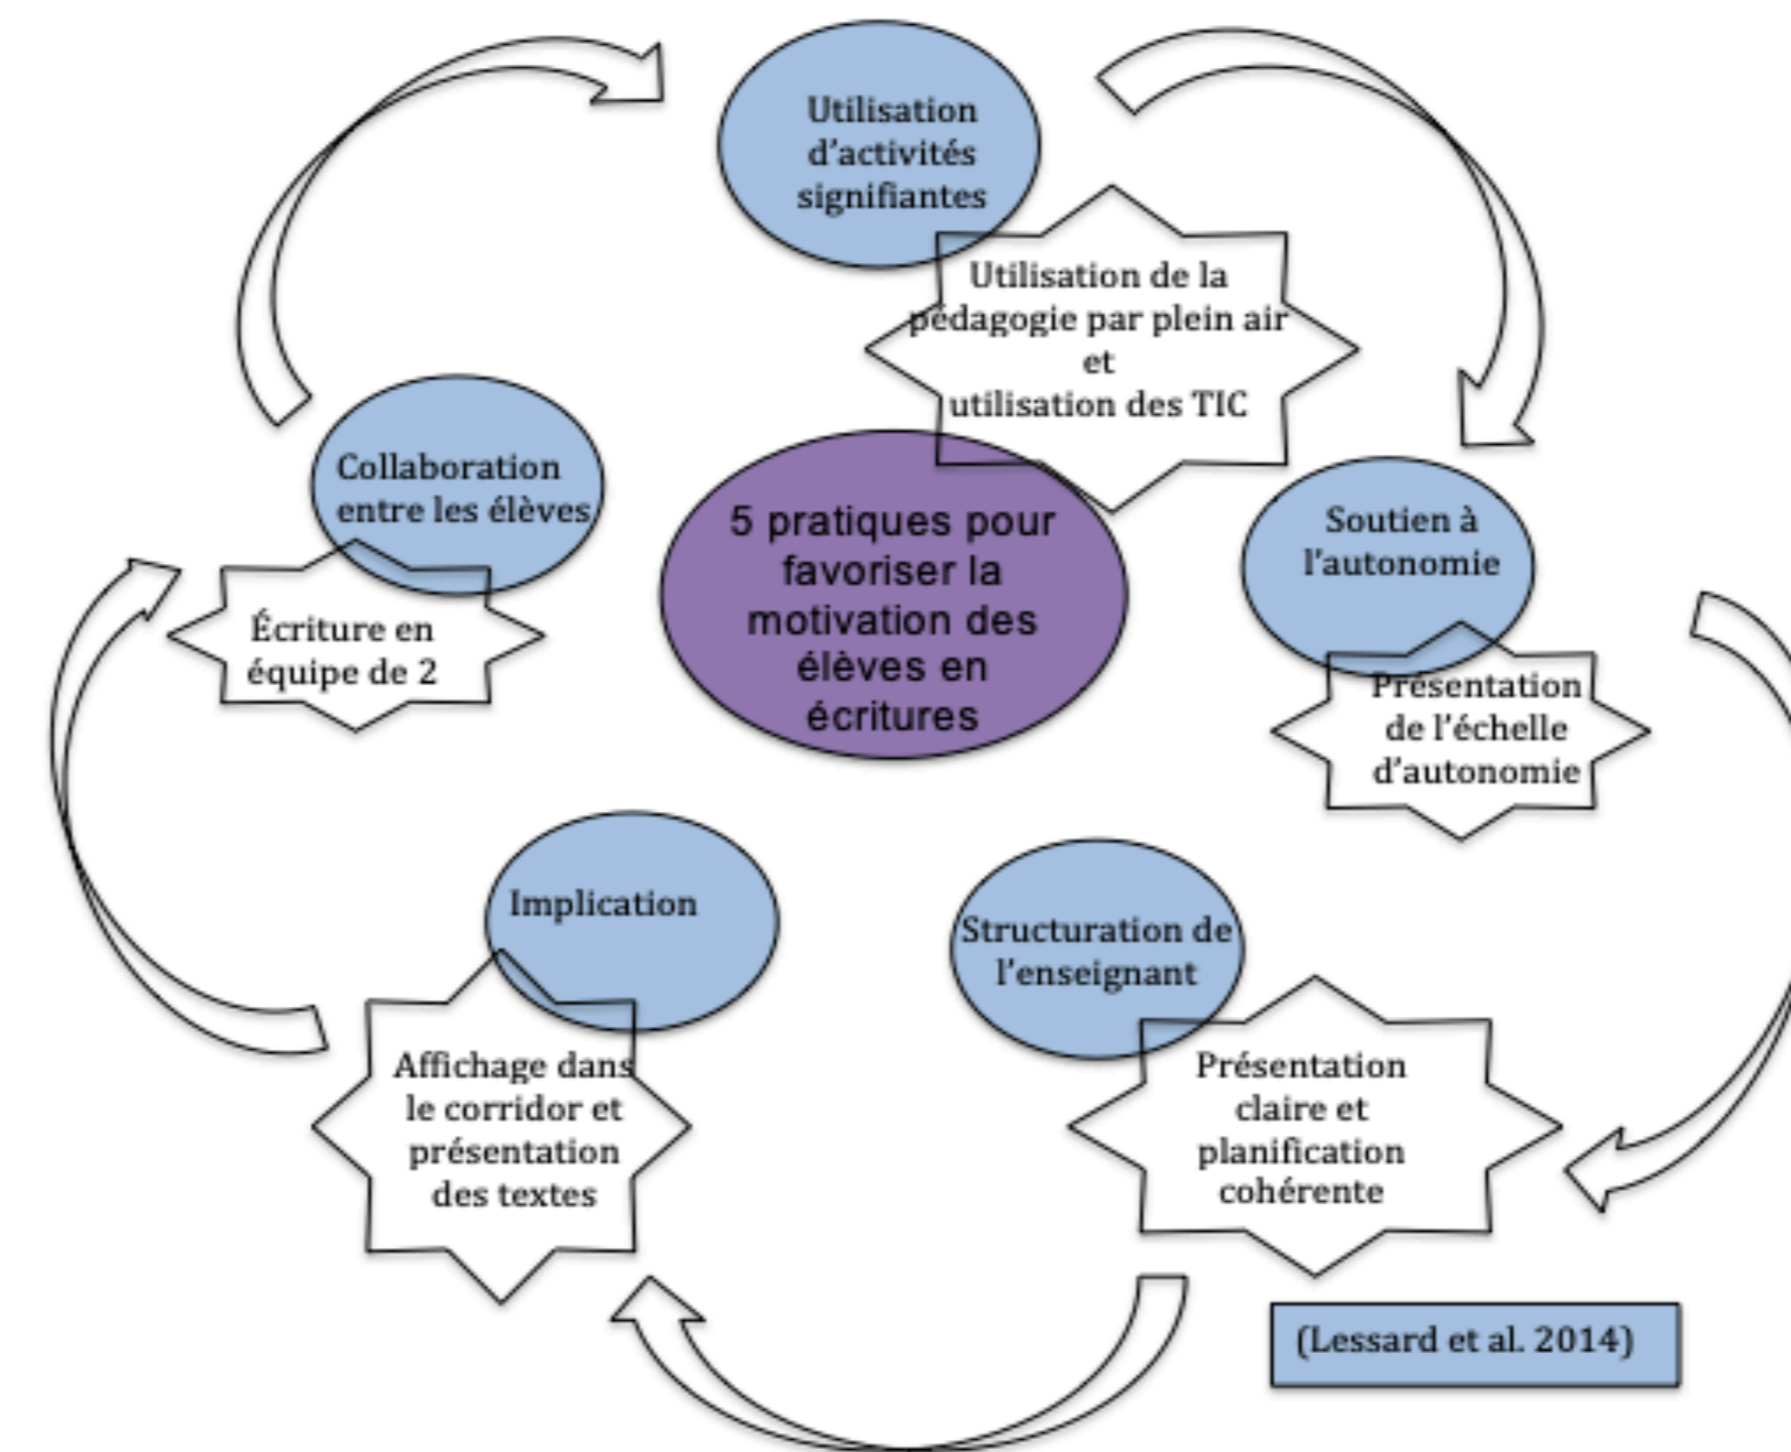 Utilisation
d'activités
signifiantes
Utilisation de la
pédagogie par plein air
et
utilisation des TIC
Collaboration
entre les élèves
Écriture en
équipe de 2
5 pratiques pour
favoriser la
motivation des
élèves en
écritures
Soutien à
l'autonomie
Présentation
de l'échelle
d'autonomie
Implication
Affichage dans
le corridor et
présentation
des textes
Structuration de
l'enseignant
Présentation
claire et
planification
cohérente
(Lessard et al. 2014)